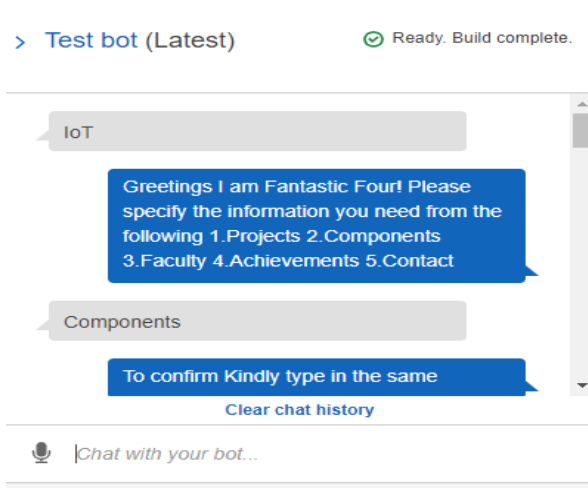 > Test bot (Latest)
Ready. Build complete.
IoT
Greetings I am Fantastic Four! Please
specify the information you need from the
following 1.Projects 2.Components
3.Faculty 4.Achievements 5.Contact
Components
To confirm Kindly type in the same
Clear chat history
Chat with your bot...